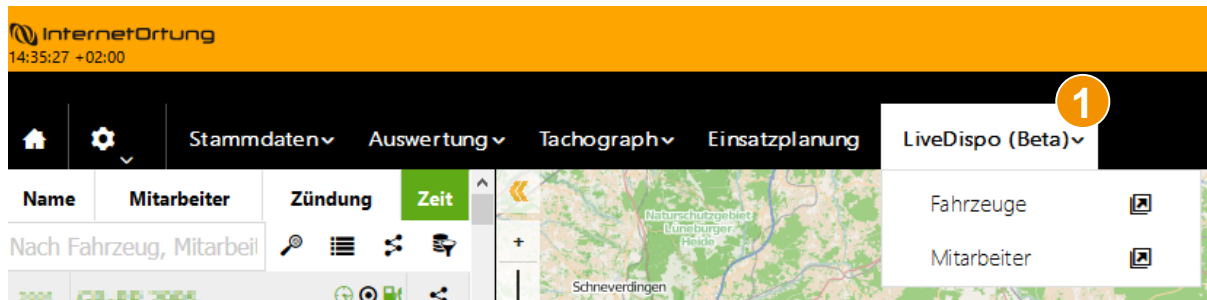 InternetOrtung
14:35:27 +02:00
1
Stammdaten Auswertung Tachograph Einsatzplanung LiveDispo (Beta)
Name Mitarbeiter Zündung Zeit
Nach Fahrzeug, Mitarbeit
Fahrzeuge
Mitarbeiter
+
Naturschutzgebiet
Lüneburger
Heide
Schneverdingen